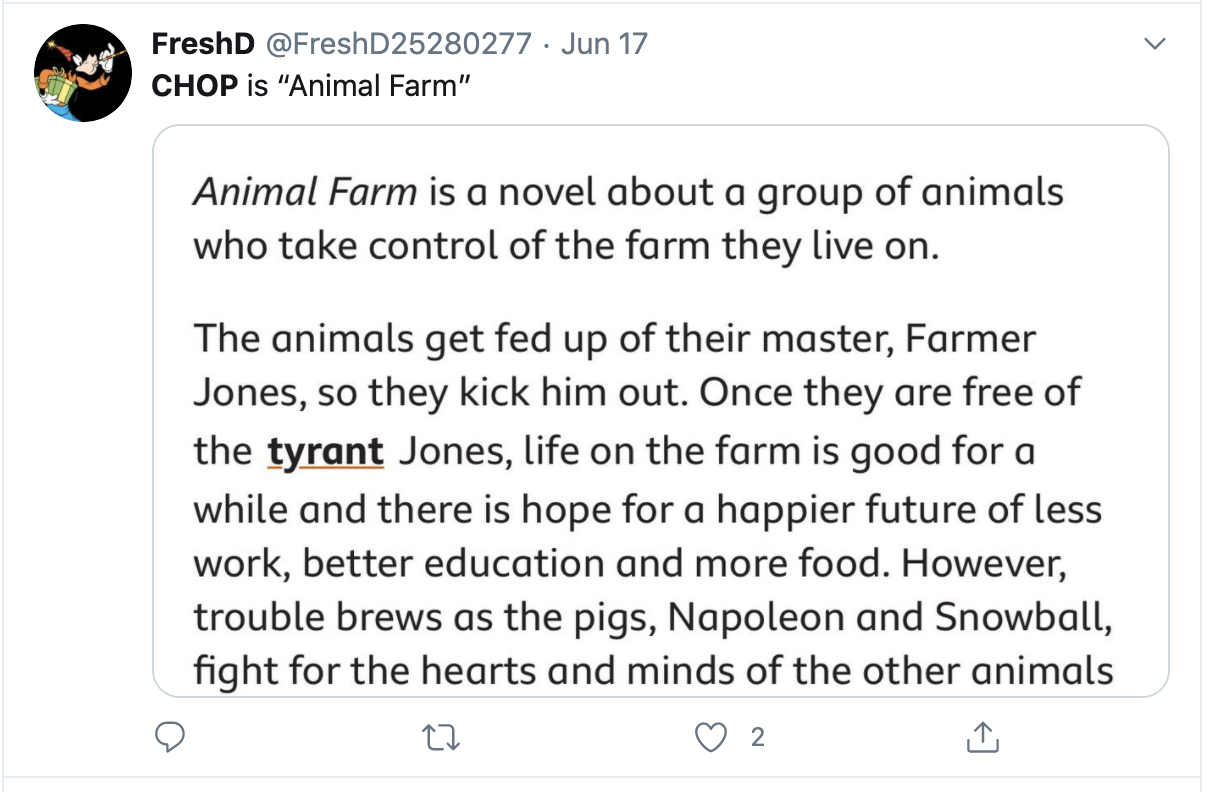 FreshD @FreshD25280277 · Jun 17
CHOP is “Animal Farm”
Animal Farm is a novel about a group of animals
who take control of the farm they live on.
The animals get fed up of their master, Farmer
Jones, so they kick him out. Once they are free of
the tyrant Jones, life on the farm is good for a
while and there is hope for a happier future of less
work, better education and more food. However,
trouble brews as the pigs, Napoleon and Snowball,
fight for the hearts and minds of the other animals
2